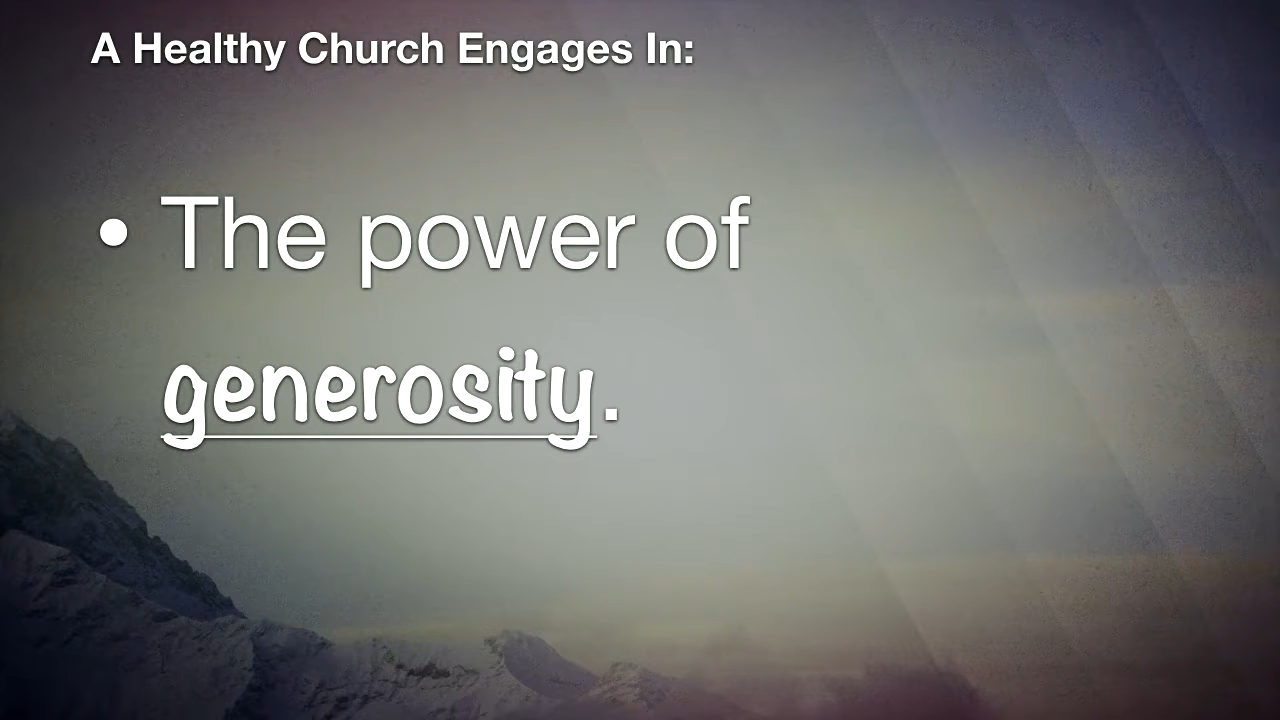 A Healthy Church Engages In:
• The power of
generosity.